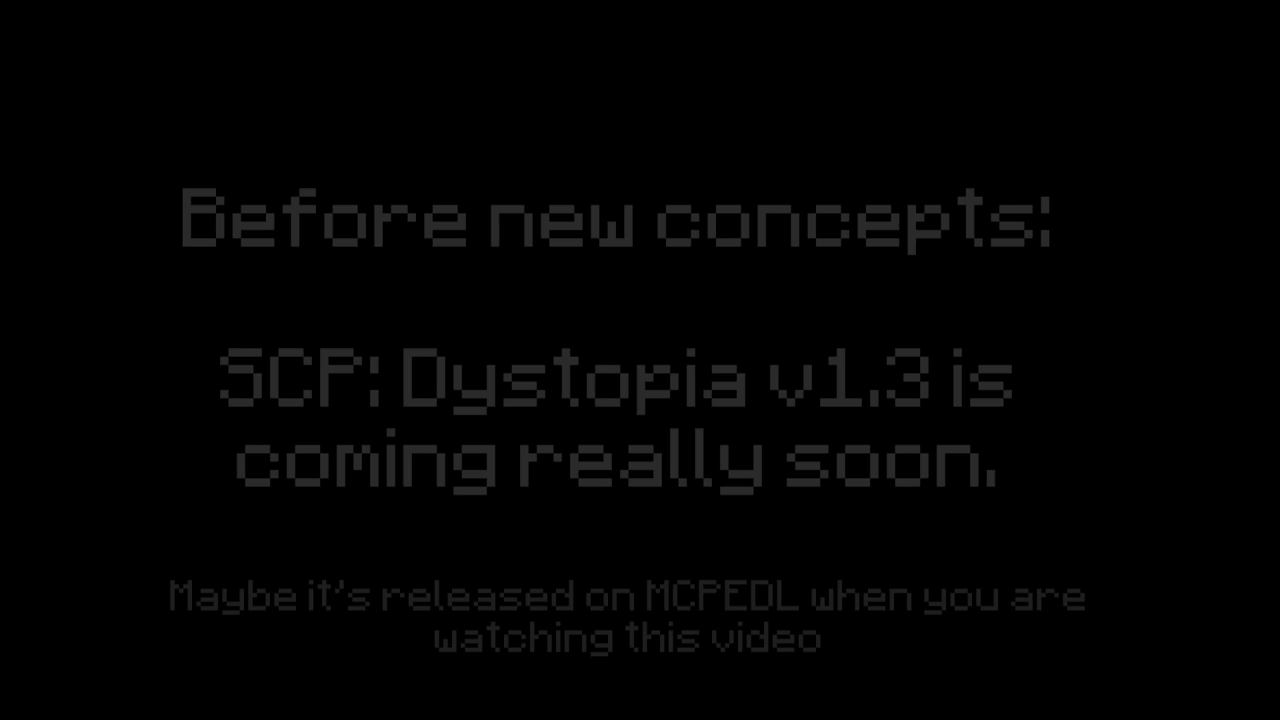 Before new concepts:
SCP: Dystopia v1.3 is
coming really soon.
Maybe it's released on MCPEDL when you are
watching this video